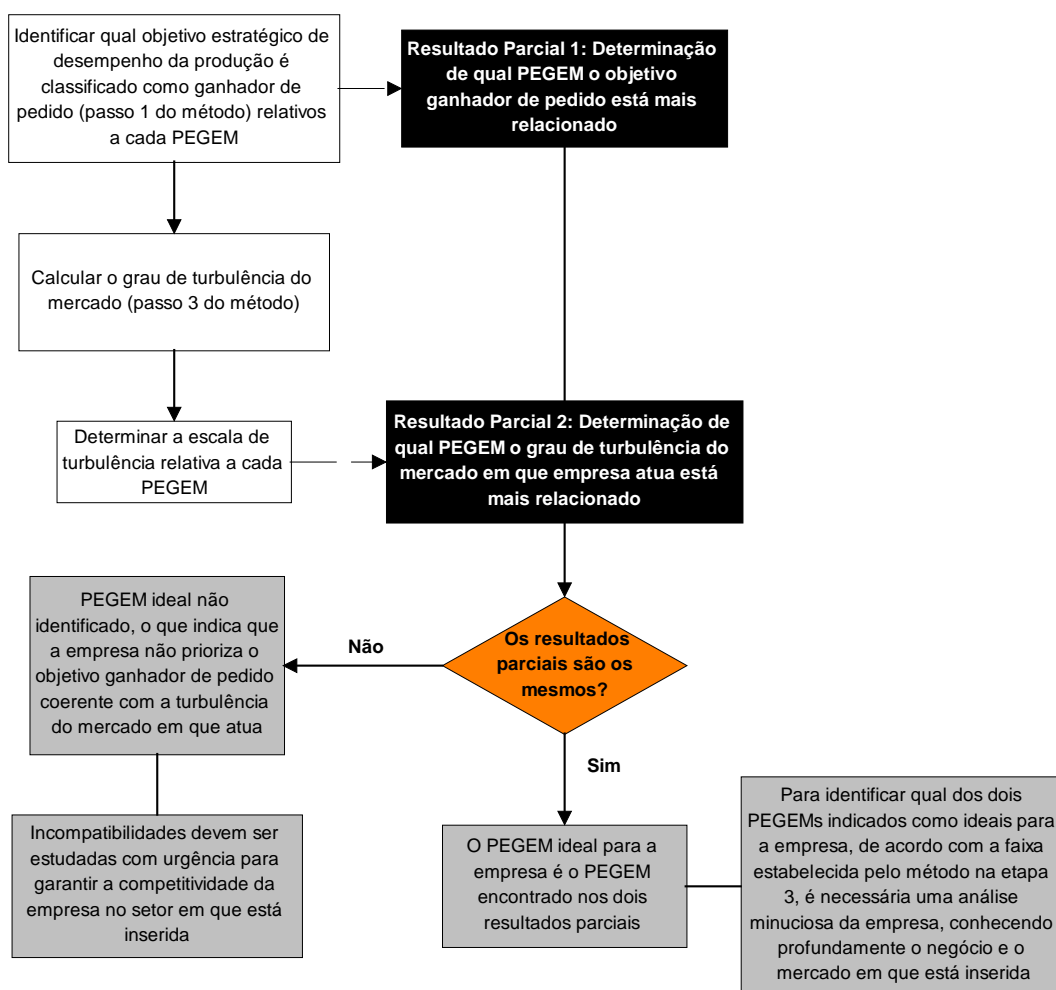 Identificar qual objetivo estratégico de
desempenho da produção é
classificado como ganhador de
pedido (passo 1 do método) relativos
a cada PEGEM
Resultado Parcial 1: Determinação
de qual PEGEM o objetivo
ganhador de pedido está mais
relacionado
Calcular o grau de turbulência do
mercado (passo 3 do método)
Determinar a escala de
turbulência relativa a cada
PEGEM
Resultado Parcial 2: Determinação de
qual PEGEM o grau de turbulência do
mercado em que empresa atua está
mais relacionado
Os resultados
parciais são os
mesmos?
Não
PEGEM ideal não
identificado, o que indica que
a empresa não prioriza o
objetivo ganhador de pedido
coerente com a turbulência
do mercado em que atua
Incompatibilidades devem ser
estudadas com urgência para
garantir a competitividade da
empresa no setor em que está
inserida
Sim
O PEGEM ideal para a
empresa é o PEGEM
encontrado nos dois
resultados parciais
Para identificar qual dos dois
PEGEMs indicados como ideais para
a empresa, de acordo com a faixa
estabelecida pelo método na etapa
3, é necessária uma análise
minuciosa da empresa, conhecendo
profundamente o negócio e o
mercado em que está inserida